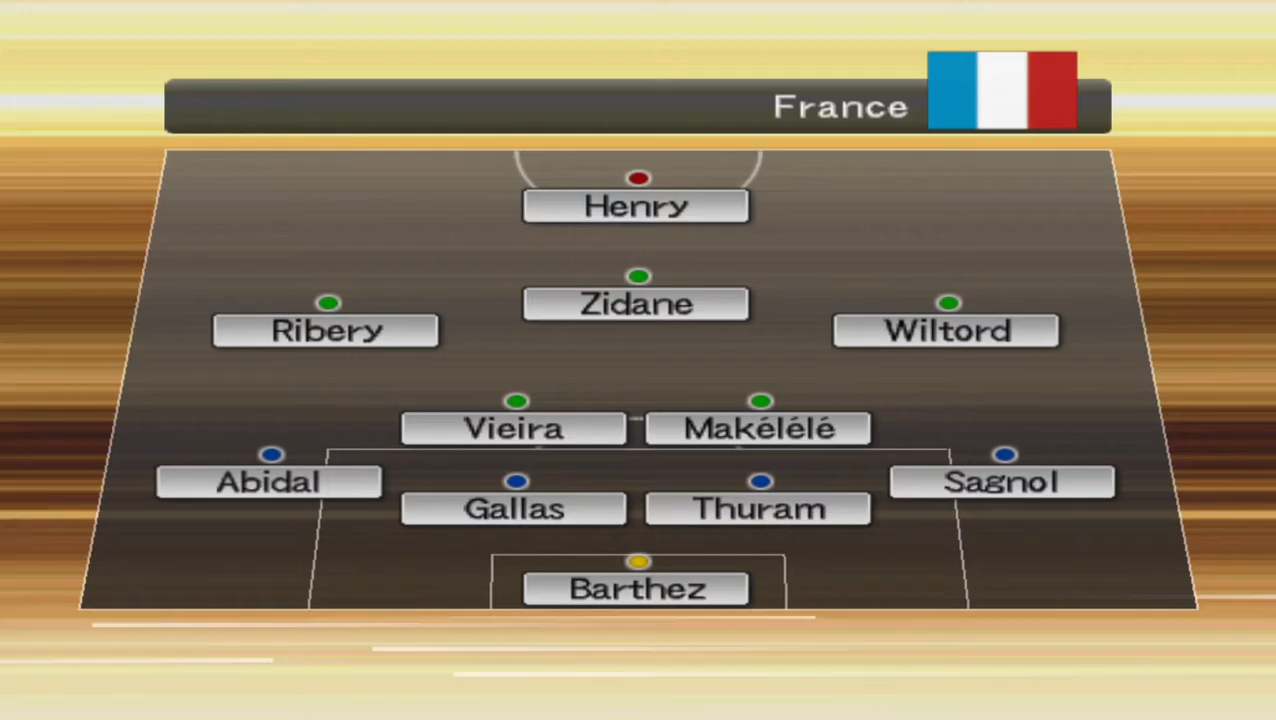 France
Henry
Zidane
Ribery
Wiltord
Vieira
Makélélé
Abidal
Sagnol
Gallas
Thuram
Barthez